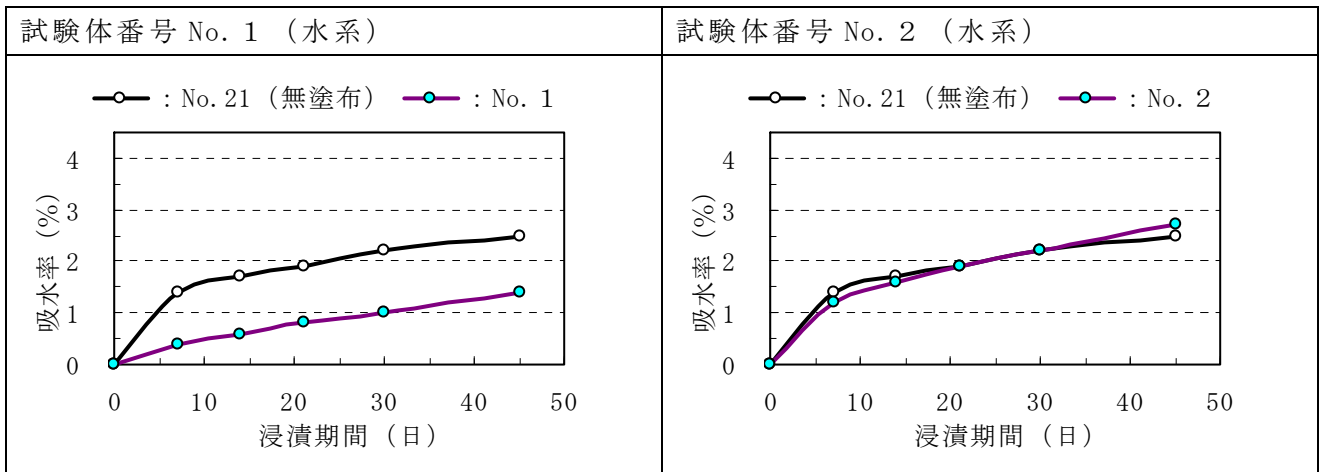 試験体番号 No. 1 （水系）
：No.21（無塗布） ：No. 1
4
3
2
1
0
吸水率（%）
0 10 20 30 40 50
浸漬期間（日）
試験体番号 No. 2 （水系）
：No.21（無塗布） ：No. 2
4
3
2
1
0
吸水率（%）
0 10 20 30 40 50
浸漬期間（日）